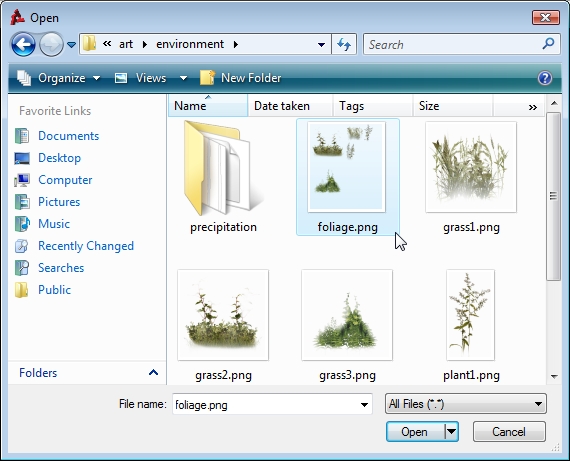 Open
« art ▸ environment ▸
Search
Organize
Views
New Folder
Favorite Links
Documents
Desktop
Computer
Pictures
Music
Recently Changed
Searches
Public
Folders
Name Date taken Tags Size »
precipitation foliage.png grass1.png
grass2.png grass3.png plant1.png
File name: foliage.png All Files (*.*)
Open Cancel